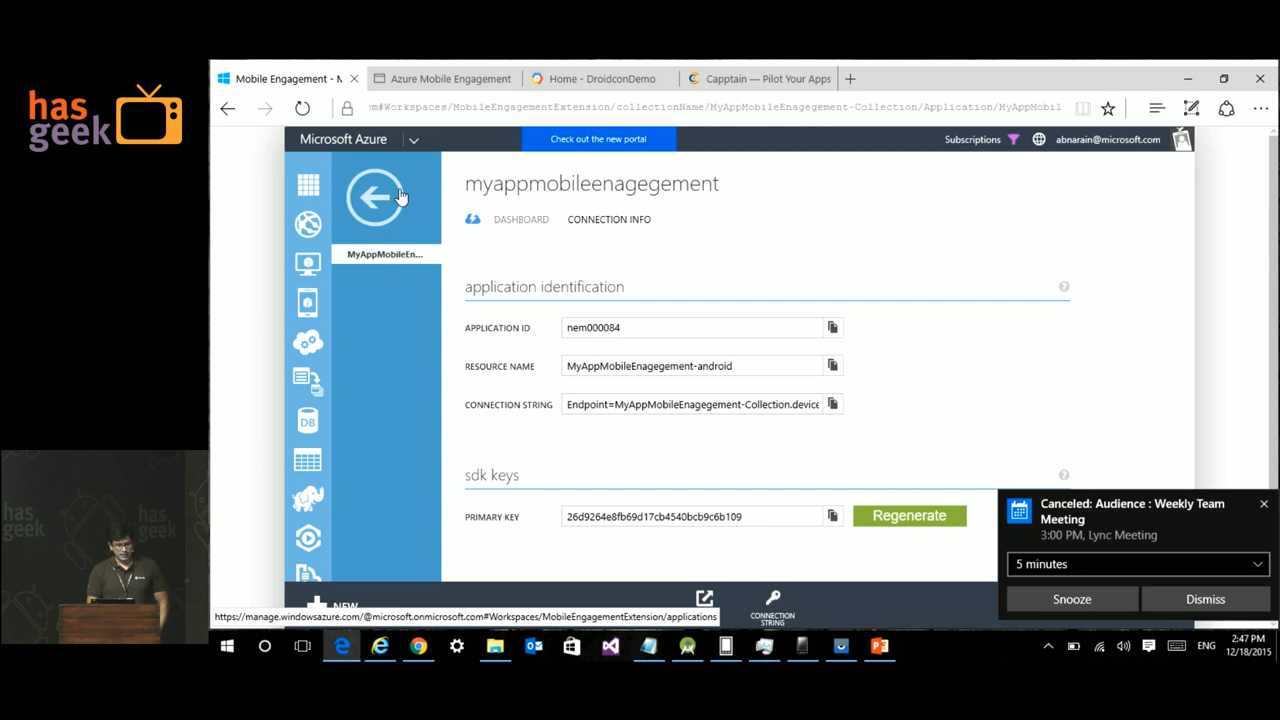 has
geek
Mobile Engagement - M
Azure Mobile Engagement
Home - DroidconDemo
Capptain — Pilot Your Apps
m#Workspaces/MobileEngagementExtension/collectionName/MyAppMobileEnagegement-Collection/Application/MyAppMobil
Microsoft Azure
Check out the new portal
Subscriptions
abnarain@microsoft.com
myappmobileenagegement
DASHBOARD
CONNECTION INFO
MyAppMobileEn...
application identification
APPLICATION ID
nem000084
RESOURCE NAME
MyAppMobileEnagegement-android
CONNECTION STRING
Endpoint=MyAppMobileEnagegement-Collection.device
DB
sdk keys
PRIMARY KEY
26d9264e8fb69d17cb4540bcb9c6b109
Regenerate
Canceled: Audience : Weekly Team
Meeting
3:00 PM, Lync Meeting
5 minutes
Snooze
Dismiss
NEW
CONNECTION
STRING
https://manage.windowsazure.com/@microsoft.onmicrosoft.com#Workspaces/MobileEngagementExtension/applications
ENG
2:47 PM
12/18/2015
has
geek